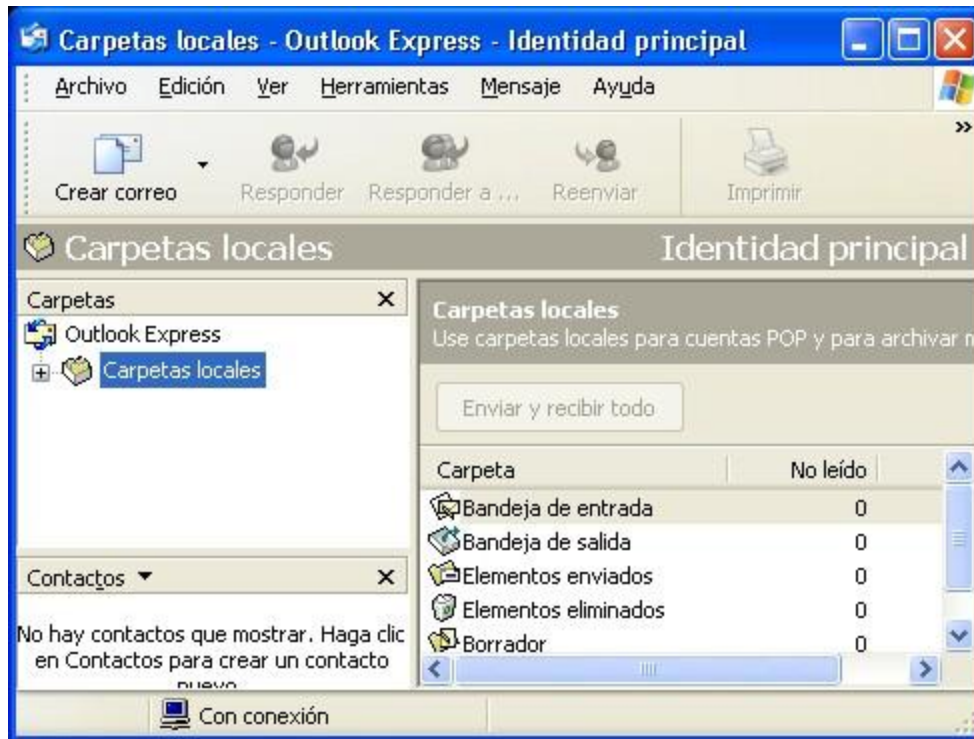 Carpetas locales - Outlook Express - Identidad principal
Archivo Edición Ver Herramientas Mensaje Ayuda
Crear correo Responder Responder a ... Reenviar Imprimir
Carpetas locales Identidad principal
Carpetas
Outlook Express
Carpetas locales
Contactos
No hay contactos que mostrar. Haga clic
en Contactos para crear un contacto
nuevo
Carpetas locales
Use carpetas locales para cuentas POP y para archivar
Enviar y recibir todo
Carpeta No leído
Bandeja de entrada 0
Bandeja de salida 0
Elementos enviados 0
Elementos eliminados 0
Borrador 0
Con conexión